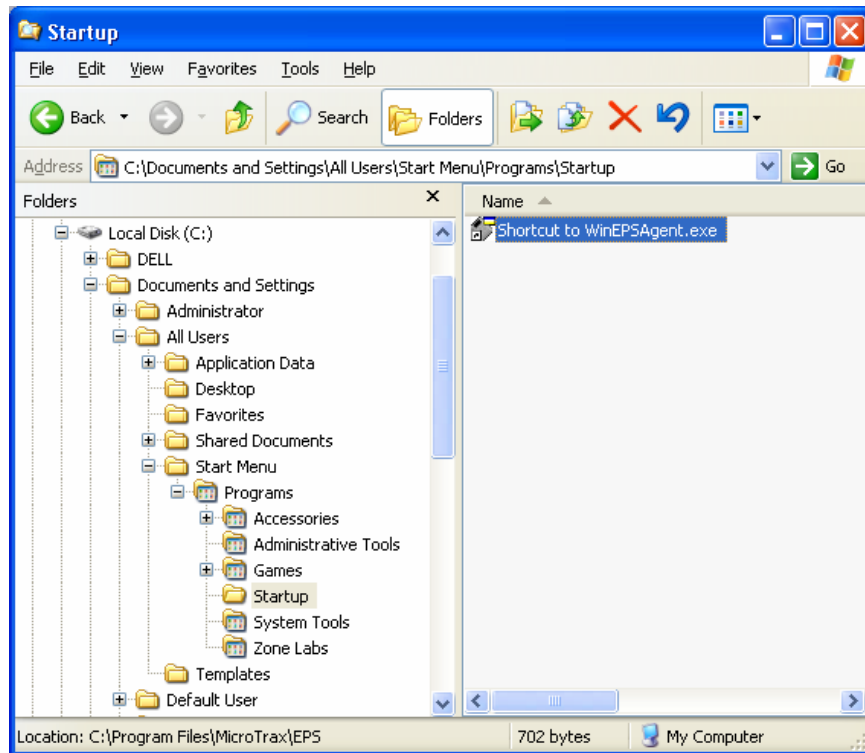 Startup
File Edit View Favorites Tools Help
Back Search Folders
Address C:\Documents and Settings\All Users\Start Menu\Programs\Startup Go
Folders
Local Disk (C:)
DELL
Documents and Settings
Administrator
All Users
Application Data
Desktop
Favorites
Shared Documents
Start Menu
Programs
Accessories
Administrative Tools
Games
Startup
System Tools
Zone Labs
Templates
Default User
Name
Shortcut to WinEPSAgent.exe
Location: C:\Program Files\MicroTrax\EPS 702 bytes My Computer